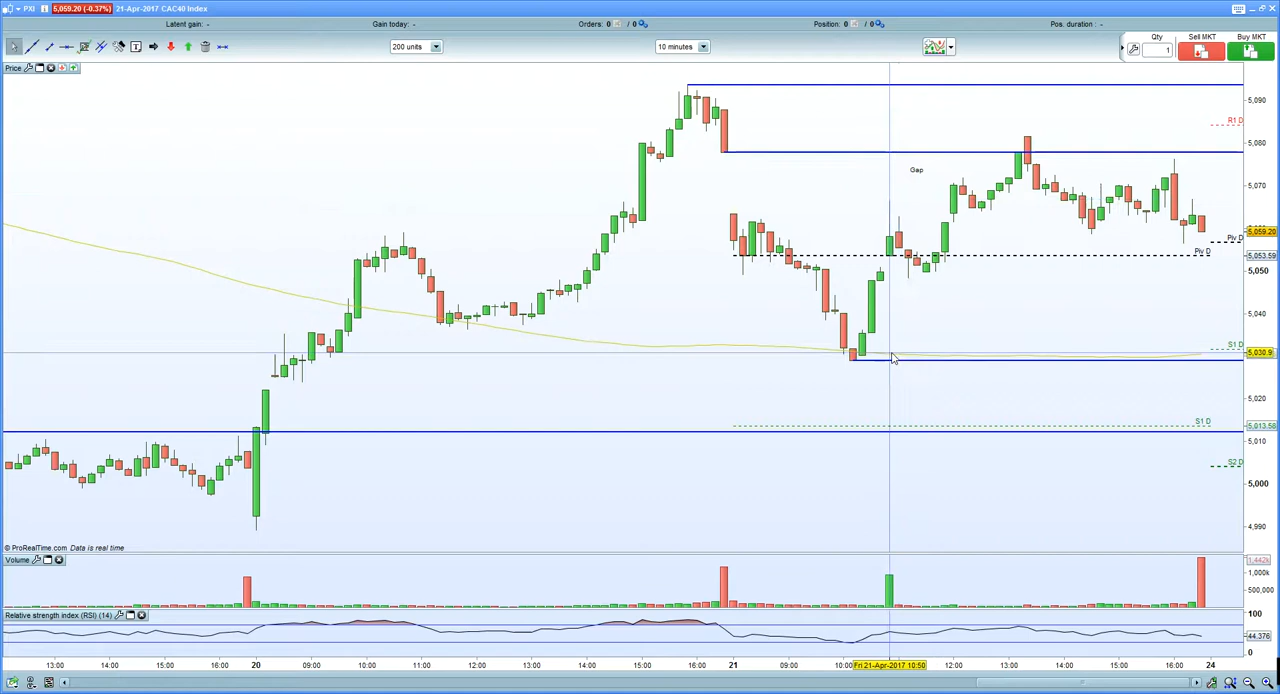 PXI 5,059.20 (-0.37%) 21-Apr-2017 CAC40 Index
Latent gain: - Gain today: - Orders: 0 / 0 Position: 0 / 0 Pos. duration : -
200 units 10 minutes Qty Sell MKT Buy MKT
1
Price
5,090
R1 D
5,080
Gap
5,070
5,059.20
Piv D
Piv D 5,053.59
5,050
5,040
S1 D
5,030.9
5,020
S1 D 5,013.58
5,010
S2 D
5,000
4,990
© ProRealTime.com Data is real time
Volume
1,442k
1,000k
500,000
Relative strength index (RSI) (14)
100
44.376
0
13:00 14:00 15:00 16:00 20 09:00 10:00 11:00 12:00 13:00 14:00 15:00 16:00 21 09:00 10:00 Fri 21-Apr-2017 10:50 12:00 13:00 14:00 15:00 16:00 24